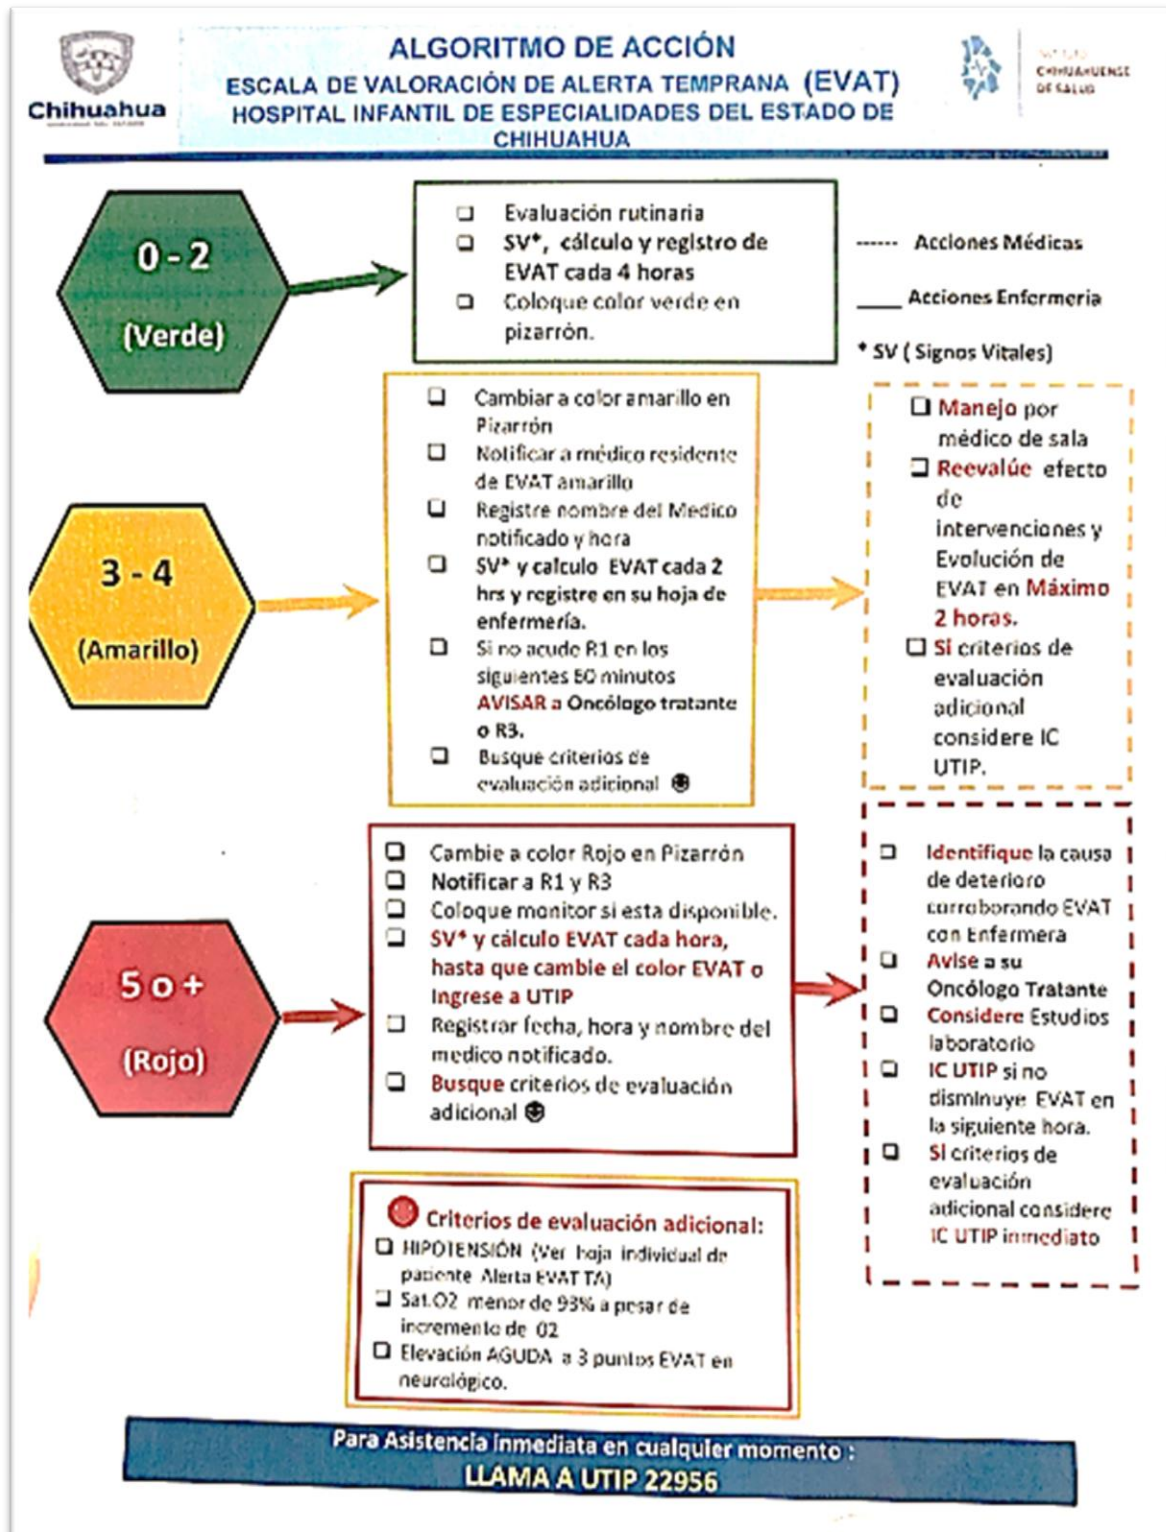 Chihuahua
ALGORITMO DE ACCIÓN
ESCALA DE VALORACIÓN DE ALERTA TEMPRANA (EVAT)
HOSPITAL INFANTIL DE ESPECIALIDADES DEL ESTADO DE
CHIHUAHUA
CHIHUAHUENSE
DE SALUD
0 - 2
(Verde)
❑ Evaluación rutinaria
❑ SV*, cálculo y registro de
EVAT cada 4 horas
❑ Coloque color verde en
pizarrón.
------ Acciones Médicas
____ Acciones Enfermeria
* SV ( Signos Vitales)
3 - 4
(Amarillo)
❑ Cambiar a color amarillo en
Pizarrón
❑ Notificar a médico residente
de EVAT amarillo
❑ Registre nombre del Medico
notificado y hora
❑ SV* y calculo EVAT cada 2
hrs y registre en su hoja de
enfermería.
❑ Si no acude R1 en los
siguientes minutos
AVISAR a Oncólogo tratante
o R3.
❑ Busque criterios de
evaluación adicional
❑ Manejo por
médico de sala
❑ Reevalúe efecto
de
intervenciones y
Evolución de
EVAT en Máximo
2 horas.
❑ Si criterios de
evaluación
adicional
considere IC
UTIP.
5 o +
(Rojo)
❑ Cambie a color Rojo en Pizarrón
❑ Notificar a R1 y R3
❑ Coloque monitor si esta disponible.
❑ SV* y cálculo EVAT cada hora,
hasta que cambie el color EVAT o
Ingrese a UTIP
❑ Registrar fecha, hora y nombre del
medico notificado.
❑ Busque criterios de evaluación
adicional
❑ Identifique la causa
de deterioro
corroborando EVAT
con Enfermera
❑ Avise a su
Oncólogo Tratante
❑ Considere Estudios
laboratorio
❑ IC UTIP si no
disminuye EVAT en
la siguiente hora.
❑ Si criterios de
evaluación
adicional considere
IC UTIP inmediato
Criterios de evaluación adicional:
❑ HIPOTENSIÓN (Ver hoja individual de
paciente Alerta EVAT TA)
❑ Sat.O2 menor de 93% a pesar de
incremento de 02
❑ Elevación AGUDA a 3 puntos EVAT en
neurológico.
Para Asistencia inmediata en cualquier momento :
LLAMA A UTIP 22956